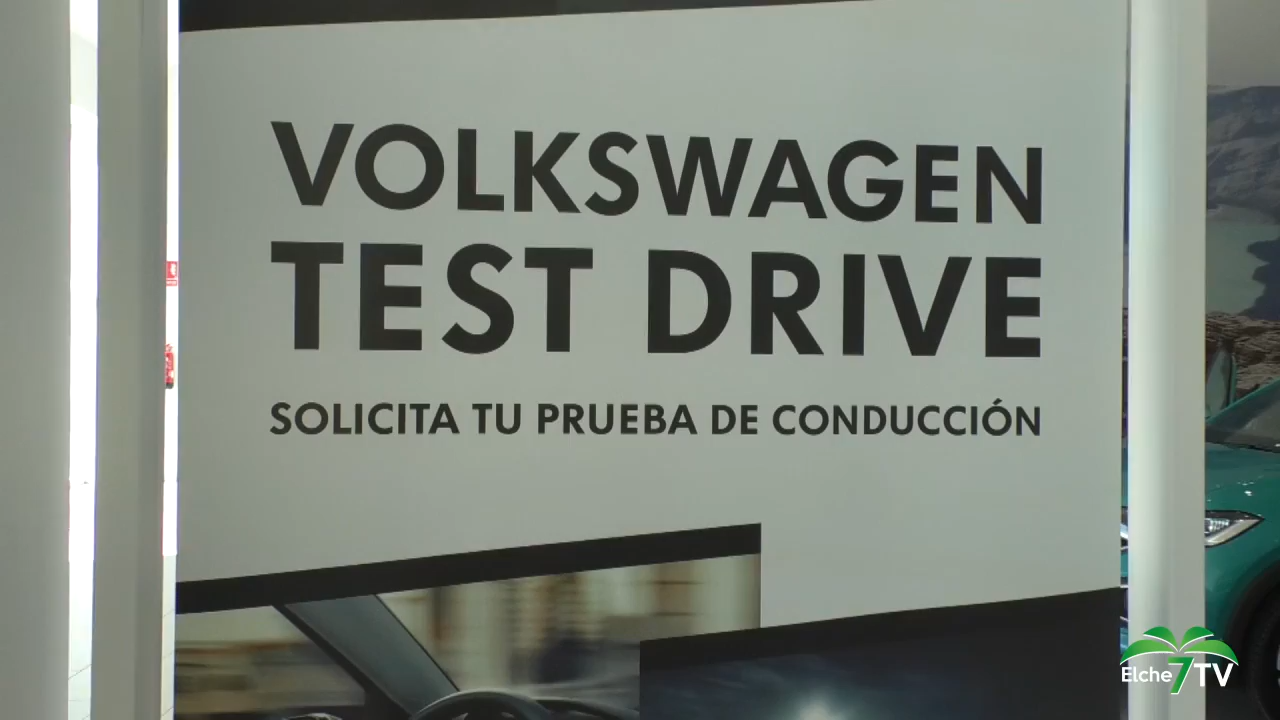 VOLKSWAGEN
TEST DRIVE
SOLICITA TU PRUEBA DE CONDUCCIÓN
Elche 7 TV